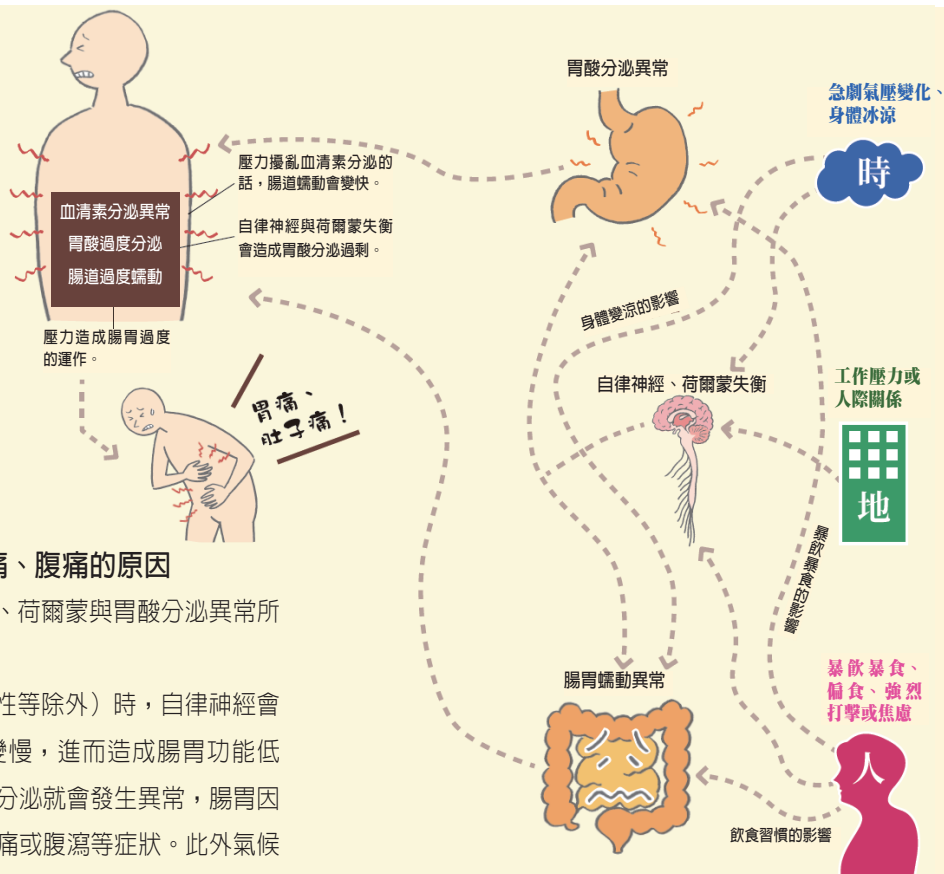 胃酸分泌異常
急劇氣壓變化、
身體冰涼
時
壓力擾亂血清素分泌的
話，腸道蠕動會變快。
自律神經與荷爾蒙失衡
會造成胃酸分泌過剩。
血清素分泌異常
胃酸過度分泌
腸道過度蠕動
壓力造成腸胃過度
的運作。
胃痛、
肚子痛！
身體變涼的影響
自律神經、荷爾蒙失衡
工作壓力或
人際關係
地
暴飲暴食的影響
腸胃蠕動異常
暴飲暴食、
偏食、強烈
打擊或焦慮
人
飲食習慣的影響
痛、腹痛的原因
、荷爾蒙與胃酸分泌異常所
性等除外）時，自律神經會
變慢，進而造成腸胃功能低
分泌就會發生異常，腸胃因
痛或腹瀉等症狀。此外氣候